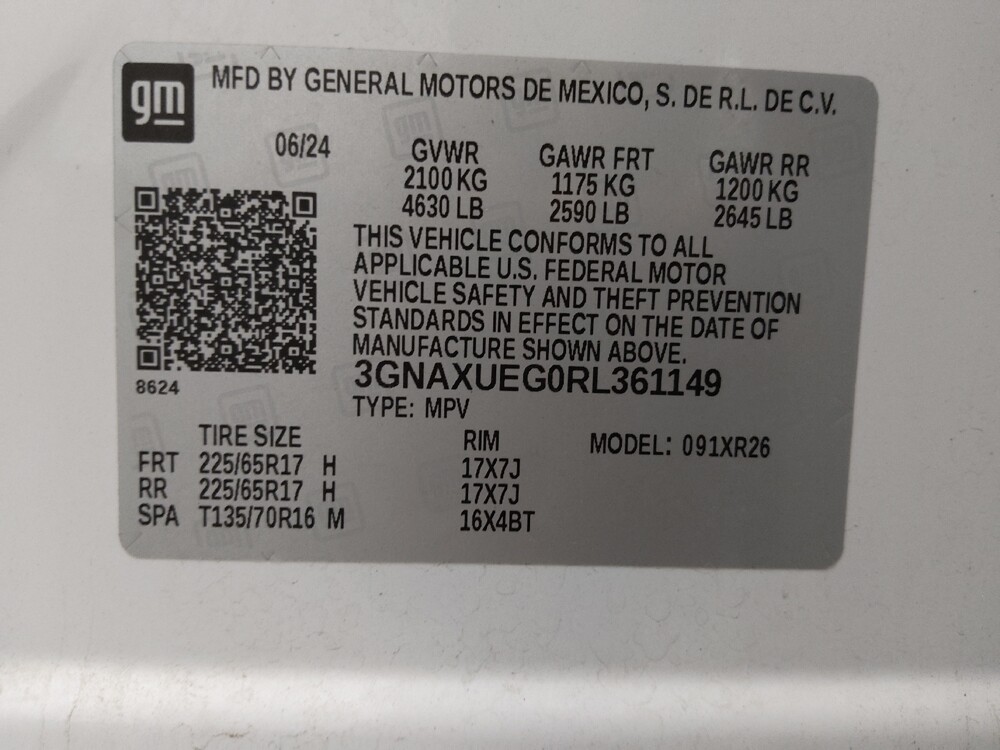 gm MFD BY GENERAL MOTORS DE MEXICO, S. DE R.L. DE C.V.
06/24 GVWR GAWR FRT GAWR RR
2100 KG 1175 KG 1200 KG
4630 LB 2590 LB 2645 LB
THIS VEHICLE CONFORMS TO ALL
APPLICABLE U.S. FEDERAL MOTOR
VEHICLE SAFETY AND THEFT PREVENTION
STANDARDS IN EFFECT ON THE DATE OF
MANUFACTURE SHOWN ABOVE.
8624 3GNAXUEG0RL361149
TYPE: MPV
TIRE SIZE RIM MODEL: 091XR26
FRT 225/65R17 H 17X7J
RR 225/65R17 H 17X7J
SPA T135/70R16 M 16X4BT